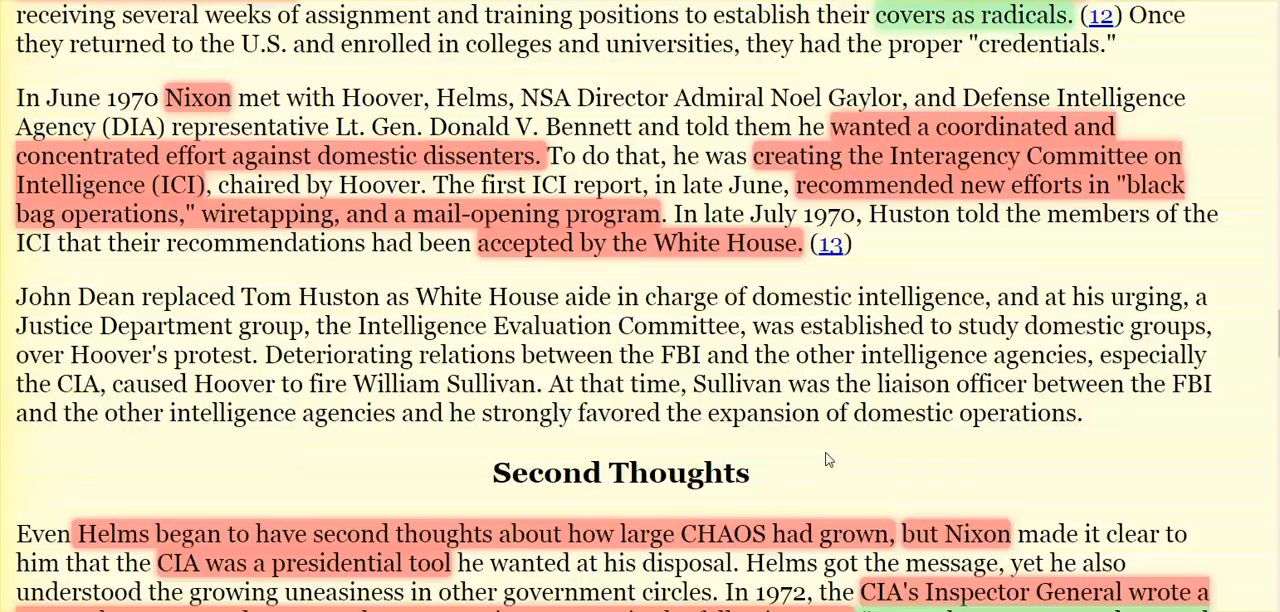 receiving several weeks of assignment and training positions to establish their covers as radicals. (12) Once
they returned to the U.S. and enrolled in colleges and universities, they had the proper "credentials."
In June 1970 Nixon met with Hoover, Helms, NSA Director Admiral Noel Gaylor, and Defense Intelligence
Agency (DIA) representative Lt. Gen. Donald V. Bennett and told them he wanted a coordinated and
concentrated effort against domestic dissenters. To do that, he was creating the Interagency Committee on
Intelligence (ICI), chaired by Hoover. The first ICI report, in late June, recommended new efforts in "black
bag operations," wiretapping, and a mail-opening program. In late July 1970, Huston told the members of the
ICI that their recommendations had been accepted by the White House. (13)
John Dean replaced Tom Huston as White House aide in charge of domestic intelligence, and at his urging, a
Justice Department group, the Intelligence Evaluation Committee, was established to study domestic groups,
over Hoover's protest. Deteriorating relations between the FBI and the other intelligence agencies, especially
the CIA, caused Hoover to fire William Sullivan. At that time, Sullivan was the liaison officer between the FBI
and the other intelligence agencies and he strongly favored the expansion of domestic operations.
Second Thoughts
Even Helms began to have second thoughts about how large CHAOS had grown, but Nixon made it clear to
him that the CIA was a presidential tool he wanted at his disposal. Helms got the message, yet he also
understood the growing uneasiness in other government circles. In 1972, the CIA's Inspector General wrote a